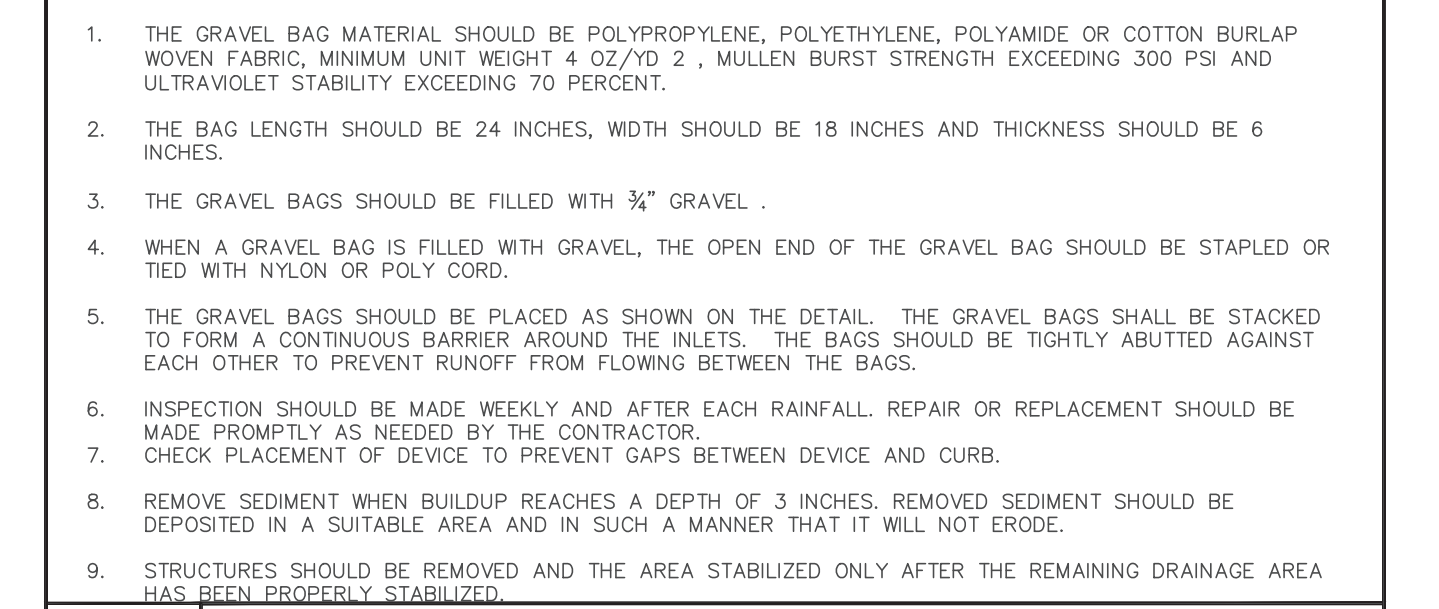 1. THE GRAVEL BAG MATERIAL SHOULD BE POLYPROPYLENE, POLYETHYLENE, POLYAMIDE OR COTTON BURLAP
WOVEN FABRIC, MINIMUM UNIT WEIGHT 4 OZ/YD 2 , MULLEN BURST STRENGTH EXCEEDING 300 PSI AND
ULTRAVIOLET STABILITY EXCEEDING 70 PERCENT.
2. THE BAG LENGTH SHOULD BE 24 INCHES, WIDTH SHOULD BE 18 INCHES AND THICKNESS SHOULD BE 6
INCHES.
3. THE GRAVEL BAGS SHOULD BE FILLED WITH ¾” GRAVEL .
4. WHEN A GRAVEL BAG IS FILLED WITH GRAVEL, THE OPEN END OF THE GRAVEL BAG SHOULD BE STAPLED OR
TIED WITH NYLON OR POLY CORD.
5. THE GRAVEL BAGS SHOULD BE PLACED AS SHOWN ON THE DETAIL. THE GRAVEL BAGS SHALL BE STACKED
TO FORM A CONTINUOUS BARRIER AROUND THE INLETS. THE BAGS SHOULD BE TIGHTLY ABUTTED AGAINST
EACH OTHER TO PREVENT RUNOFF FROM FLOWING BETWEEN THE BAGS.
6. INSPECTION SHOULD BE MADE WEEKLY AND AFTER EACH RAINFALL. REPAIR OR REPLACEMENT SHOULD BE
MADE PROMPTLY AS NEEDED BY THE CONTRACTOR.
7. CHECK PLACEMENT OF DEVICE TO PREVENT GAPS BETWEEN DEVICE AND CURB.
8. REMOVE SEDIMENT WHEN BUILDUP REACHES A DEPTH OF 3 INCHES. REMOVED SEDIMENT SHOULD BE
DEPOSITED IN A SUITABLE AREA AND IN SUCH A MANNER THAT IT WILL NOT ERODE.
9. STRUCTURES SHOULD BE REMOVED AND THE AREA STABILIZED ONLY AFTER THE REMAINING DRAINAGE AREA
HAS BEEN PROPERLY STABILIZED.